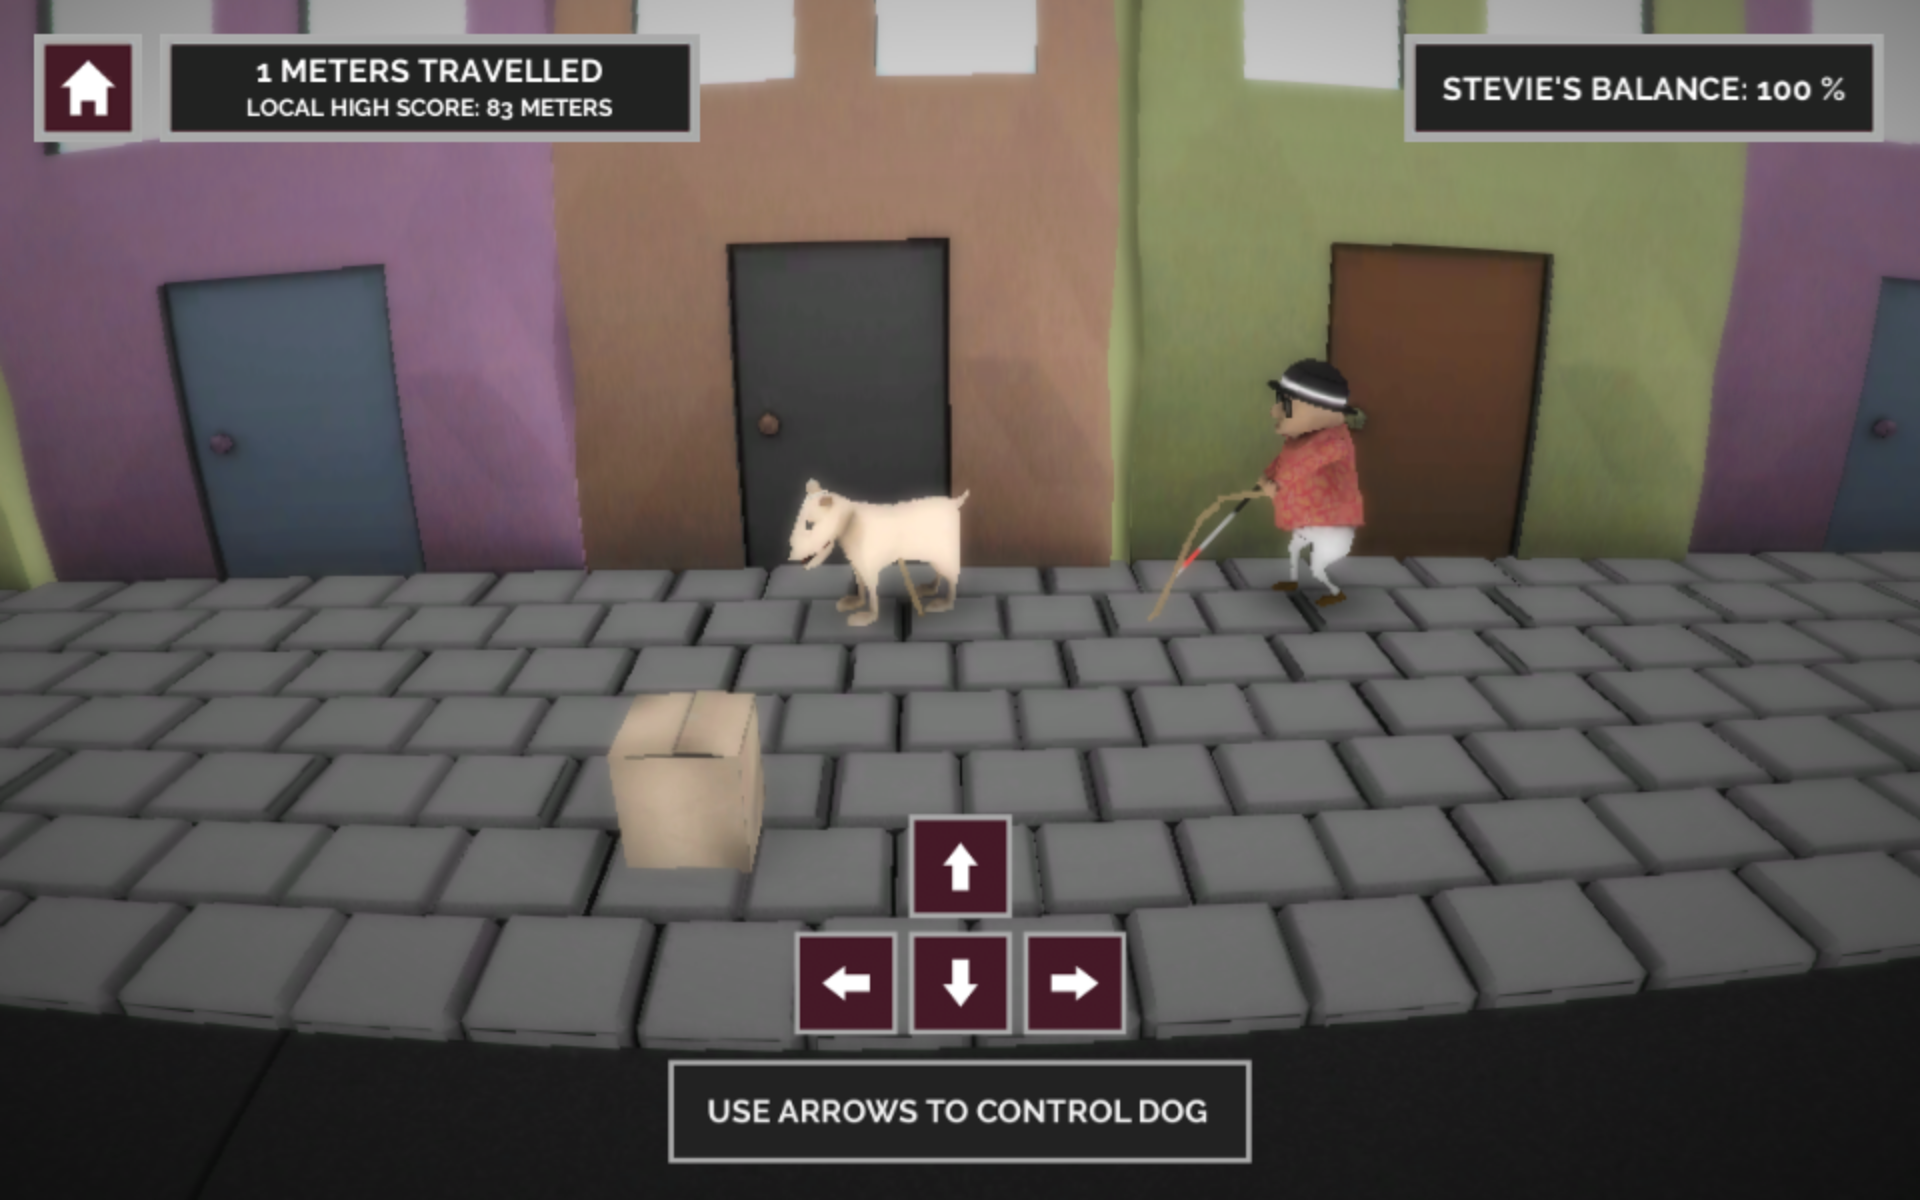 1 METERS TRAVELLED
LOCAL HIGH SCORE: 83 METERS
STEVIE'S BALANCE: 100 %
USE ARROWS TO CONTROL DOG